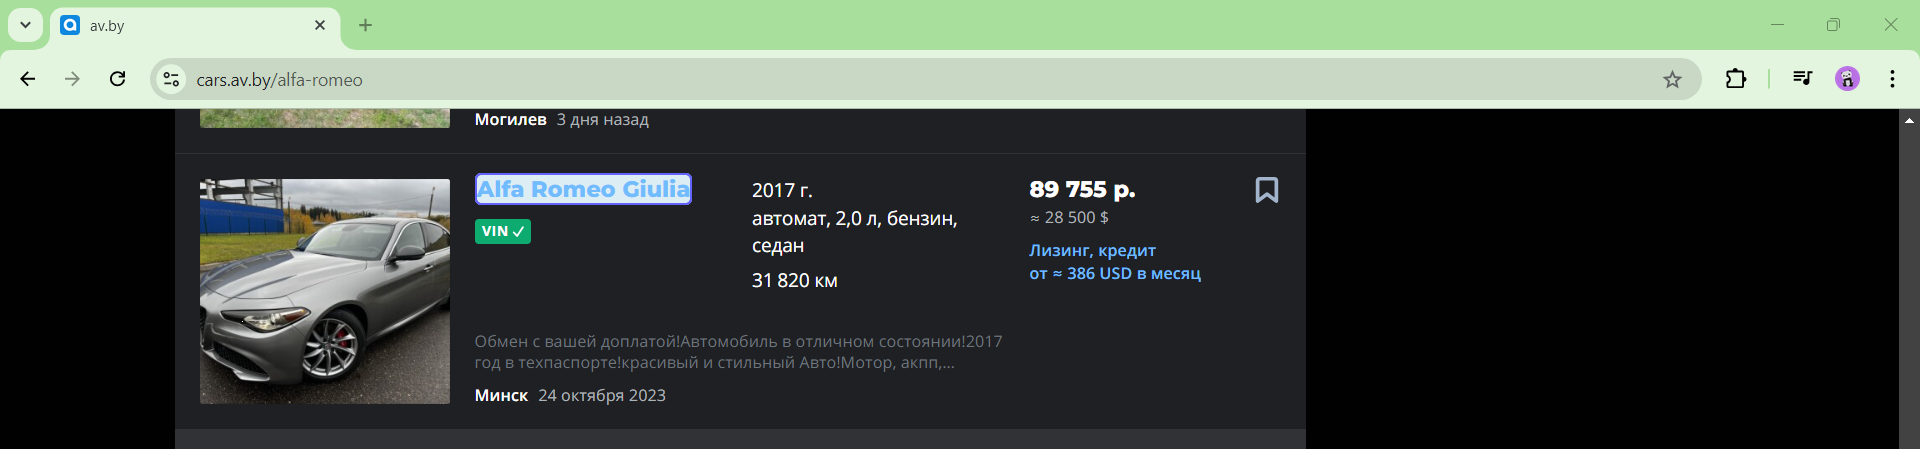 av.by
cars.av.by/alfa-romeo
Могилев 3 дня назад
Alfa Romeo Giulia
VIN
2017 г.
автомат, 2,0 л, бензин,
седан
31 820 км
89 755 р.
≈ 28 500 $
Лизинг, кредит
от ≈ 386 USD в месяц
Обмен с вашей доплатой!Автомобиль в отличном состоянии!2017
год в техпаспорте!красивый и стильный Авто!Мотор, акпп,...
Минск 24 октября 2023